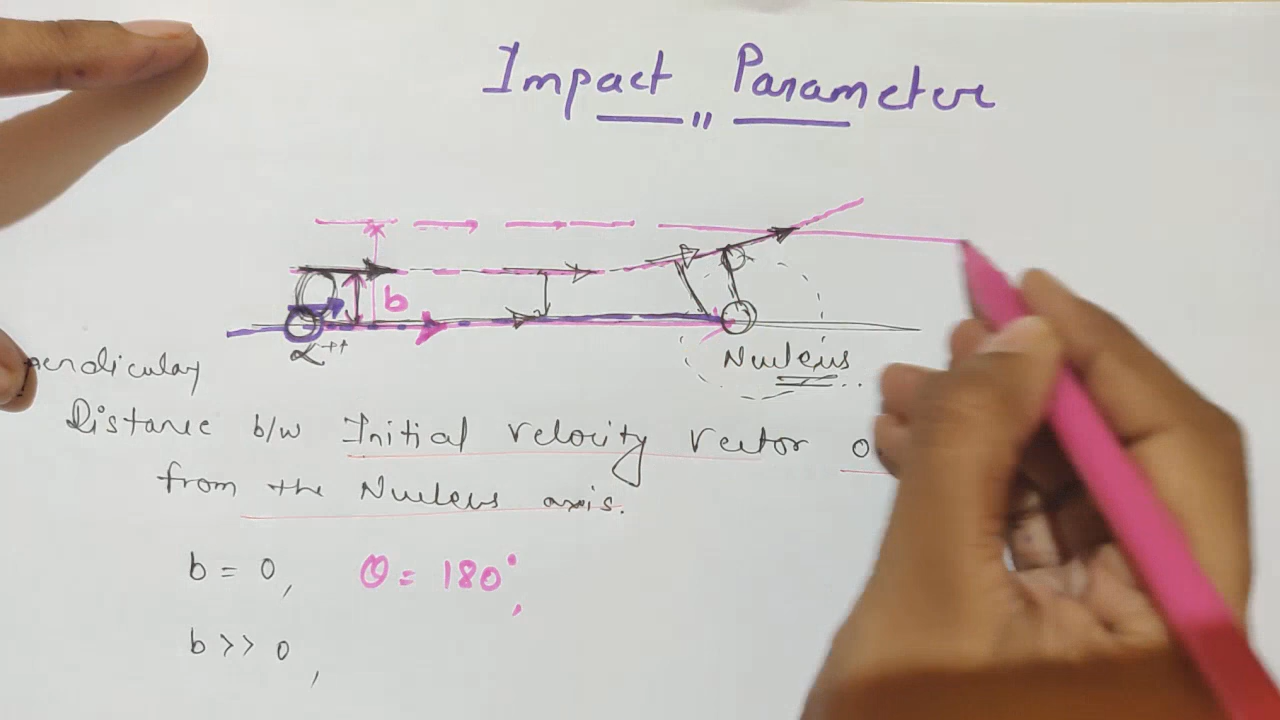 Impact Parameter
b
α++
Nucleus
perpendicular
Distance b/w Initial velocity vector o
from the Nucleus axis.
b = 0, θ = 180°,
b >> 0,